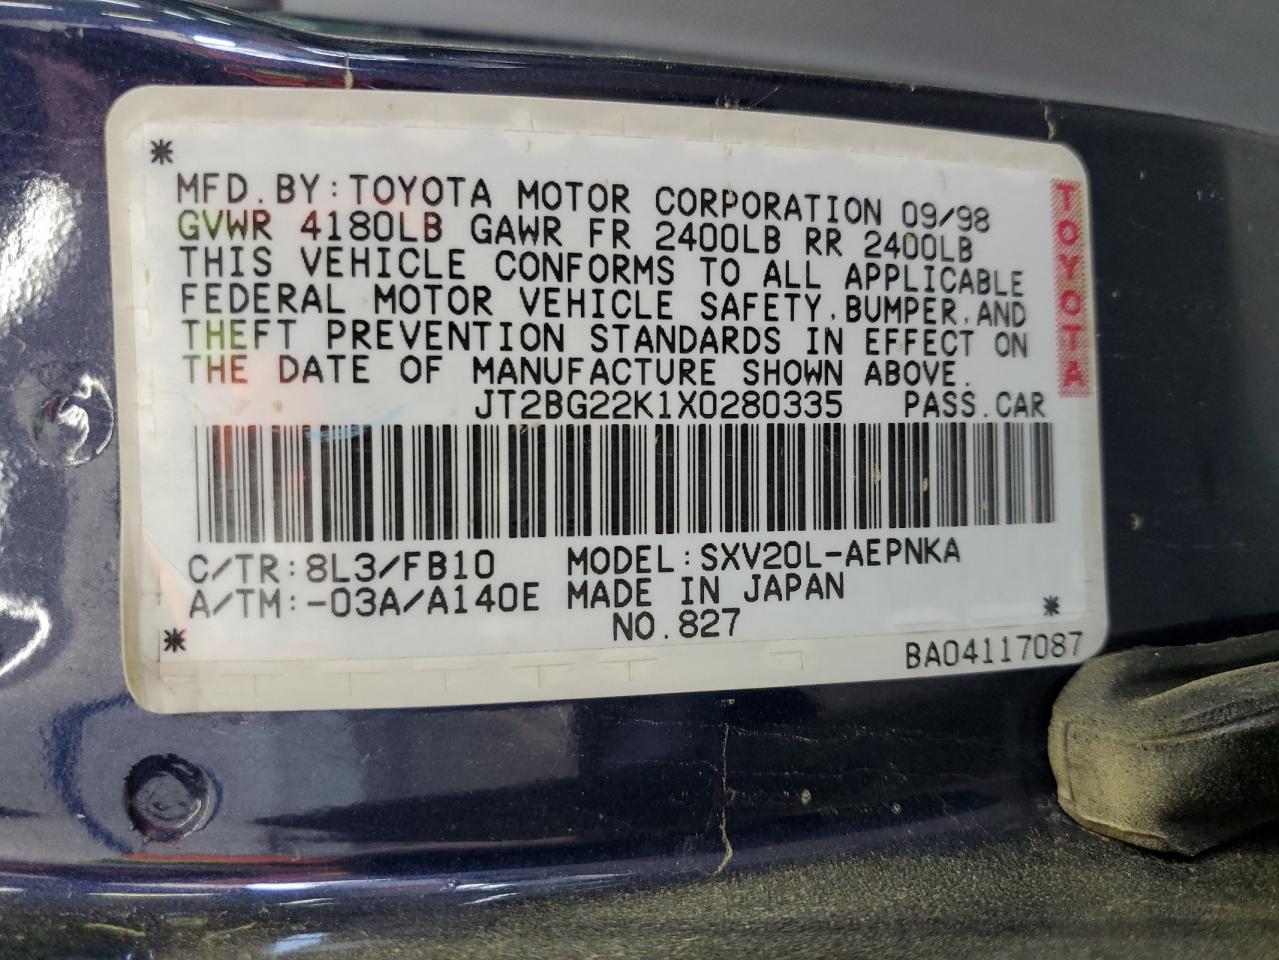 MFD.BY:TOYOTA MOTOR CORPORATION 09/98
GVWR 4180LB GAWR FR 2400LB RR 2400LB
THIS VEHICLE CONFORMS TO ALL APPLICABLE
FEDERAL MOTOR VEHICLE SAFETY,BUMPER,AND
THEFT PREVENTION STANDARDS IN EFFECT ON
THE DATE OF MANUFACTURE SHOWN ABOVE.
JT2BG22K1X0280335 PASS.CAR
C/TR:8L3/FB10 MODEL:SXV20L-AEPNKA
A/TM:-03A/A140E MADE IN JAPAN
NO.827
BA04117087
TOYOTA